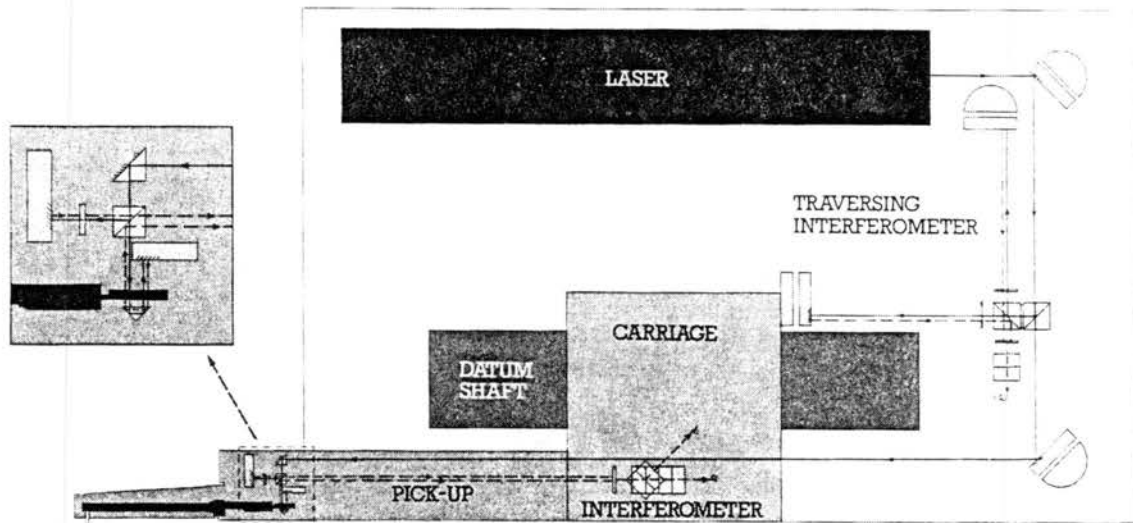 LASER
TRAVERSING
INTERFEROMETER
CARRIAGE
DATUM
SHAFT
PICK-UP
INTERFEROMETER